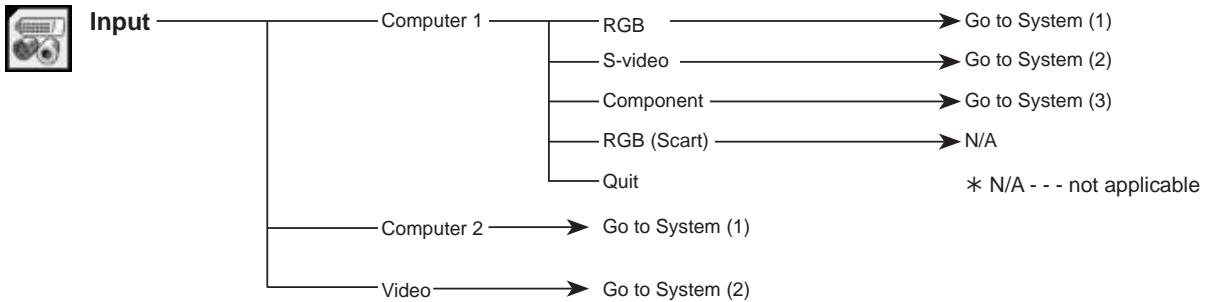 Input
Computer 1
RGB
Go to System (1)
S-video
Go to System (2)
Component
Go to System (3)
RGB (Scart)
N/A
Quit
＊ N/A - - - not applicable
Computer 2
Go to System (1)
Video
Go to System (2)